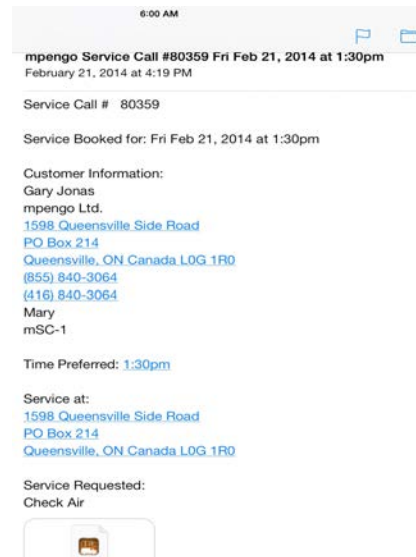 6:00 AM
mpengo Service Call #80359 Fri Feb 21, 2014 at 1:30pm
February 21, 2014 at 4:19 PM
Service Call # 80359
Service Booked for: Fri Feb 21, 2014 at 1:30pm
Customer Information:
Gary Jonas
mpengo Ltd.
1598 Queensville Side Road
PO Box 214
Queensville, ON Canada L0G 1R0
(855) 840-3064
(416) 840-3064
Mary
mSC-1
Time Preferred: 1:30pm
Service at:
1598 Queensville Side Road
PO Box 214
Queensville, ON Canada L0G 1R0
Service Requested:
Check Air